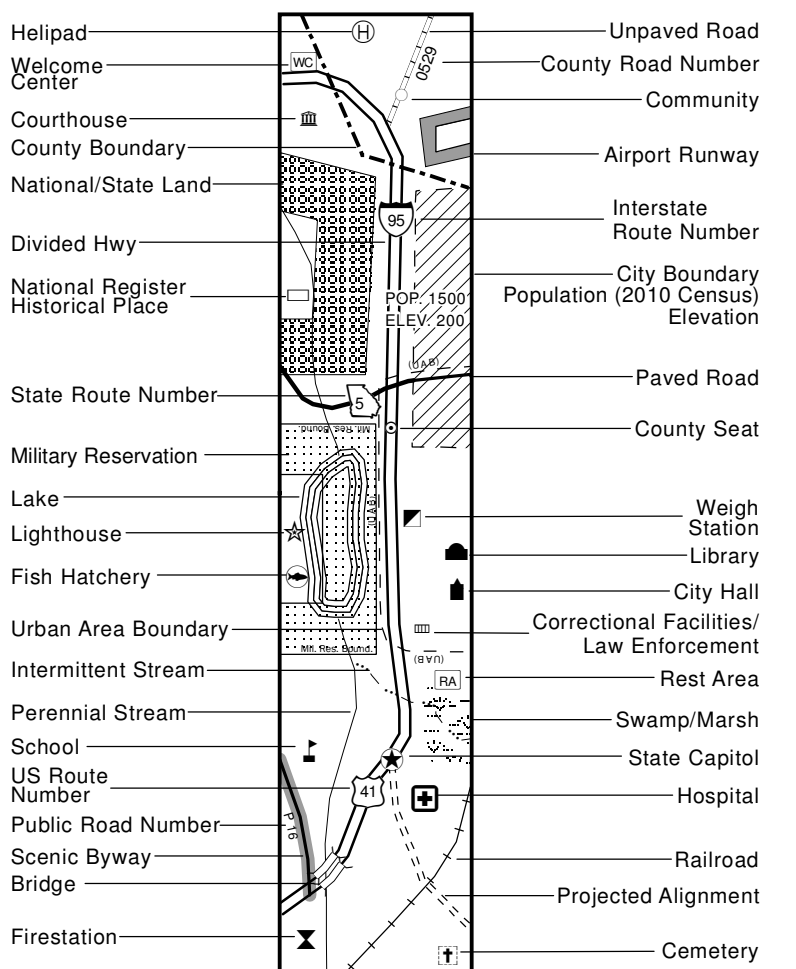 Helipad
Welcome
Center
Courthouse
County Boundary
National/State Land
Divided Hwy
National Register
Historical Place
State Route Number
Military Reservation
Lake
Lighthouse
Fish Hatchery
Urban Area Boundary
Intermittent Stream
Perennial Stream
School
US Route
Number
Public Road Number
Scenic Byway
Bridge
Firestation
H
WC
0529
95
POP. 1500
ELEV. 200
(UAB)
5
Mil. Res. Bound.
(UAB)
Mil. Res. Bound.
(UAB)
RA
41
P 16
Unpaved Road
County Road Number
Community
Airport Runway
Interstate
Route Number
City Boundary
Population (2010 Census)
Elevation
Paved Road
County Seat
Weigh
Station
Library
City Hall
Correctional Facilities/
Law Enforcement
Rest Area
Swamp/Marsh
State Capitol
Hospital
Railroad
Projected Alignment
Cemetery